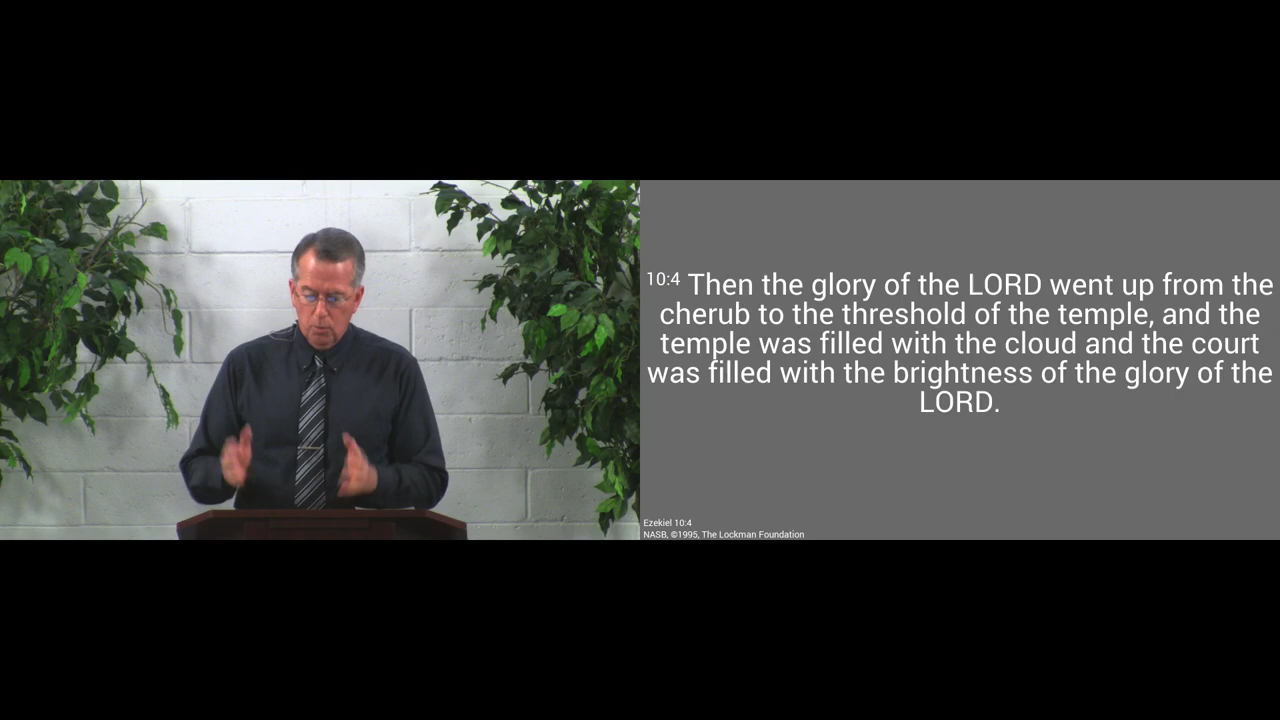 10:4 Then the glory of the LORD went up from the
cherub to the threshold of the temple, and the
temple was filled with the cloud and the court
was filled with the brightness of the glory of the
LORD.
Ezekiel 10:4
NASB, ©1995, The Lockman Foundation